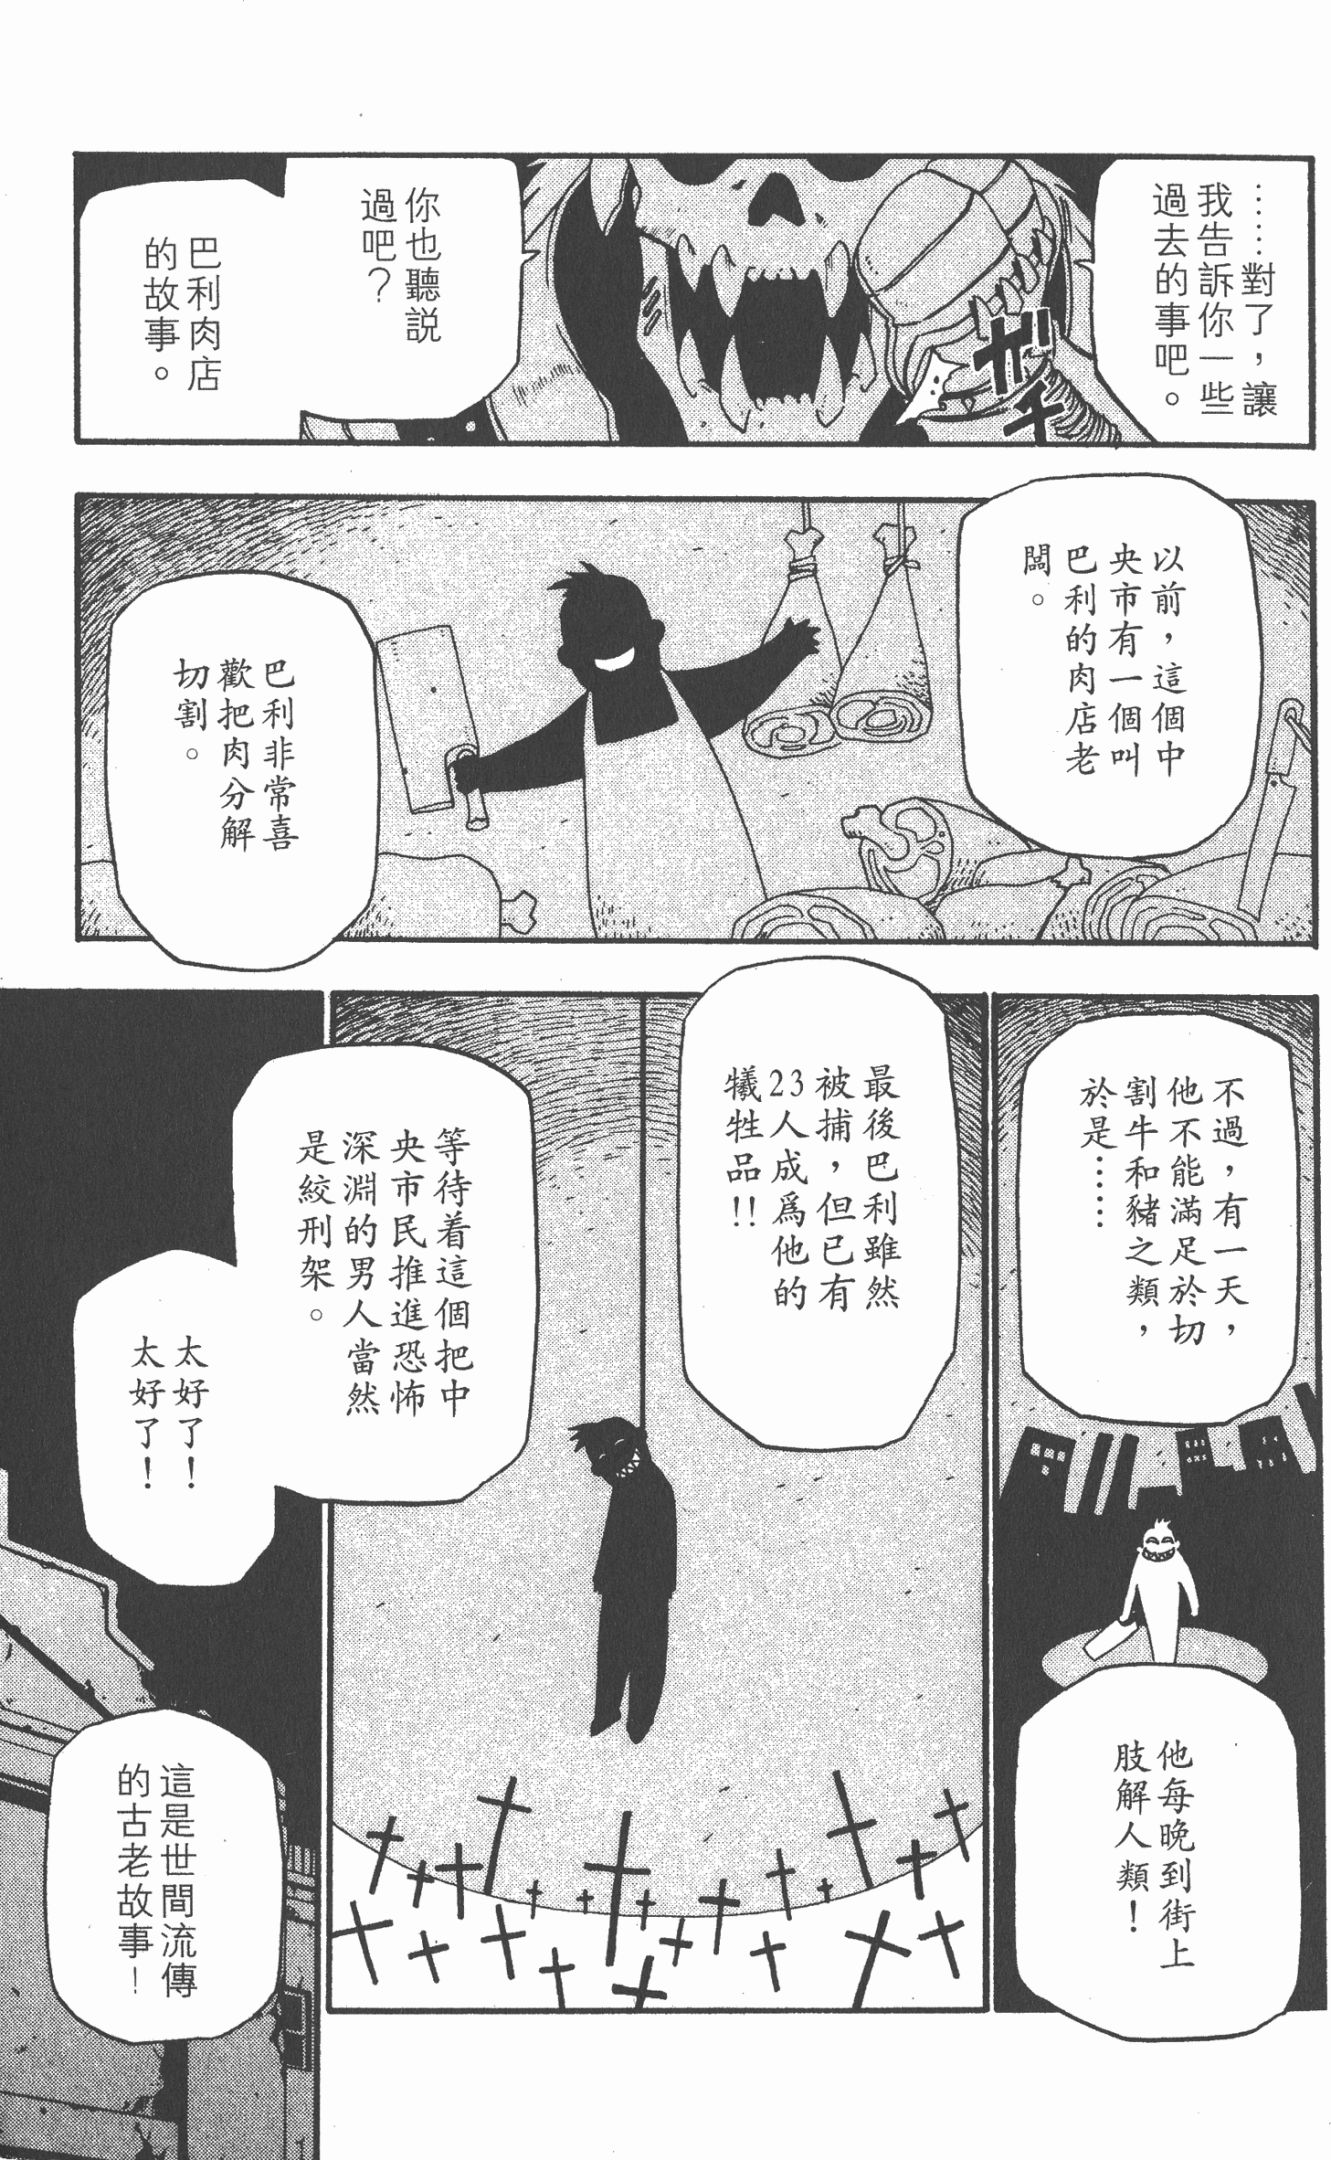 ……對了，讓
我告訴你一些
過去的事吧。
你也聽説
過吧？
巴利肉店
的故事。
ガチ
以前，這個中
央市有一個叫
巴利的肉店老
闆。
巴利非常喜
歡把肉分解
切割。
不過，有一天，
他不能滿足於切
割牛和豬之類，
於是……
他每晚到街上
肢解人類！
最後巴利雖然
被捕，但已有
23人成爲他的
犧牲品!!
等待着這個把中
央市民推進恐怖
深淵的男人當然
是絞刑架。
太好了！
太好了！
這是世間流傳
的古老故事！